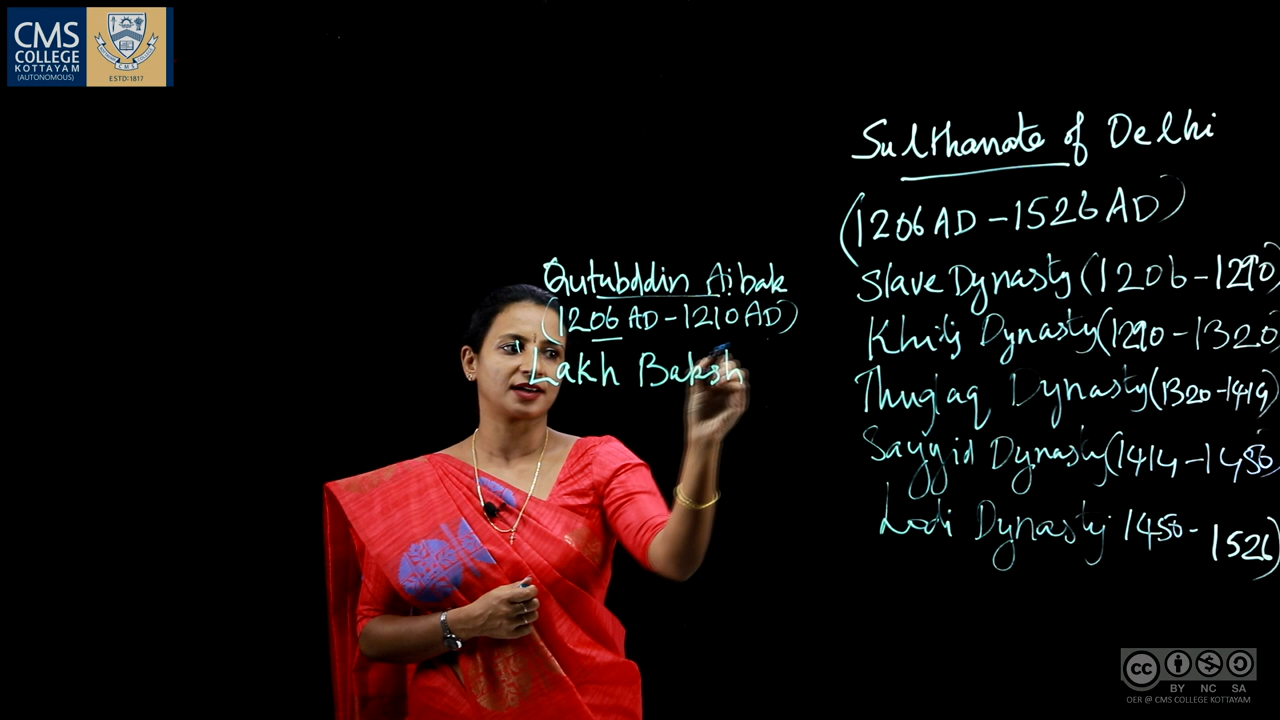 CMS
COLLEGE
KOTTAYAM
(AUTONOMOUS)
ESTD:1817
Sulthanate of Delhi
(1206 AD - 1526 AD)
Slave Dynasty (1206 - 1290)
Khilji Dynasty (1290 - 1320
Thuglaq Dynasty (1320 - 1414)
Sayyid Dynasty (1414 - 1450
Lodi Dynasty 1450 - 1526)
Qutubddin Aibak
(1206 AD - 1210 AD)
Lakh Baksh
cc
BY NC SA
OER @ CMS COLLEGE KOTTAYAM